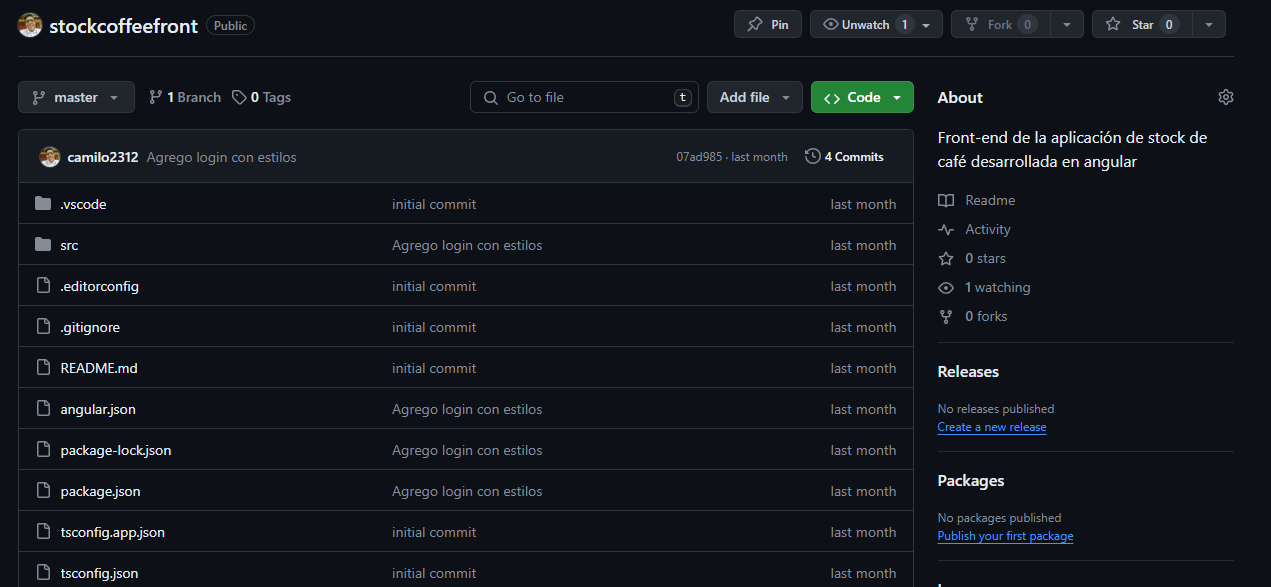 stockcoffeefront Public Pin Unwatch 1 Fork 0 Star 0
master 1 Branch 0 Tags Go to file t Add file Code
About
Front-end de la aplicación de stock de
café desarrollada en angular
camilo2312 Agrego login con estilos 07ad985 · last month 4 Commits
.vscode initial commit last month
src Agrego login con estilos last month
.editorconfig initial commit last month
.gitignore initial commit last month
README.md initial commit last month
angular.json Agrego login con estilos last month
package-lock.json Agrego login con estilos last month
package.json Agrego login con estilos last month
tsconfig.app.json initial commit last month
tsconfig.json initial commit last month
Readme
Activity
0 stars
1 watching
0 forks
Releases
No releases published
Create a new release
Packages
No packages published
Publish your first package